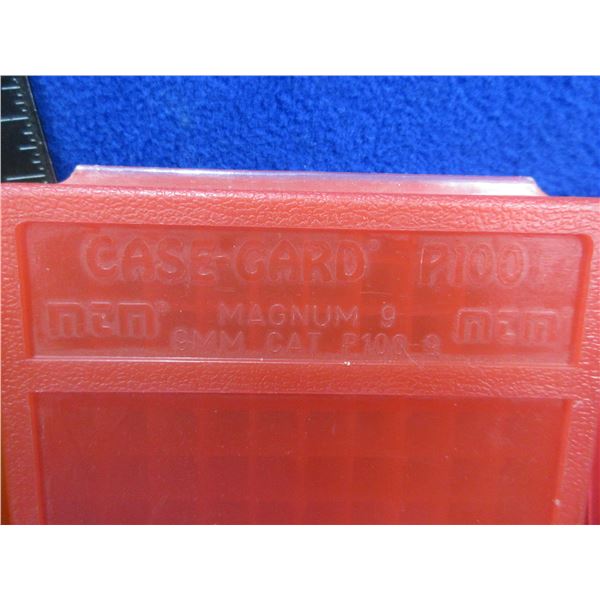 CASE-GARD® P100
MTM® MAGNUM 9 MTM®
9MM CAT P100-9